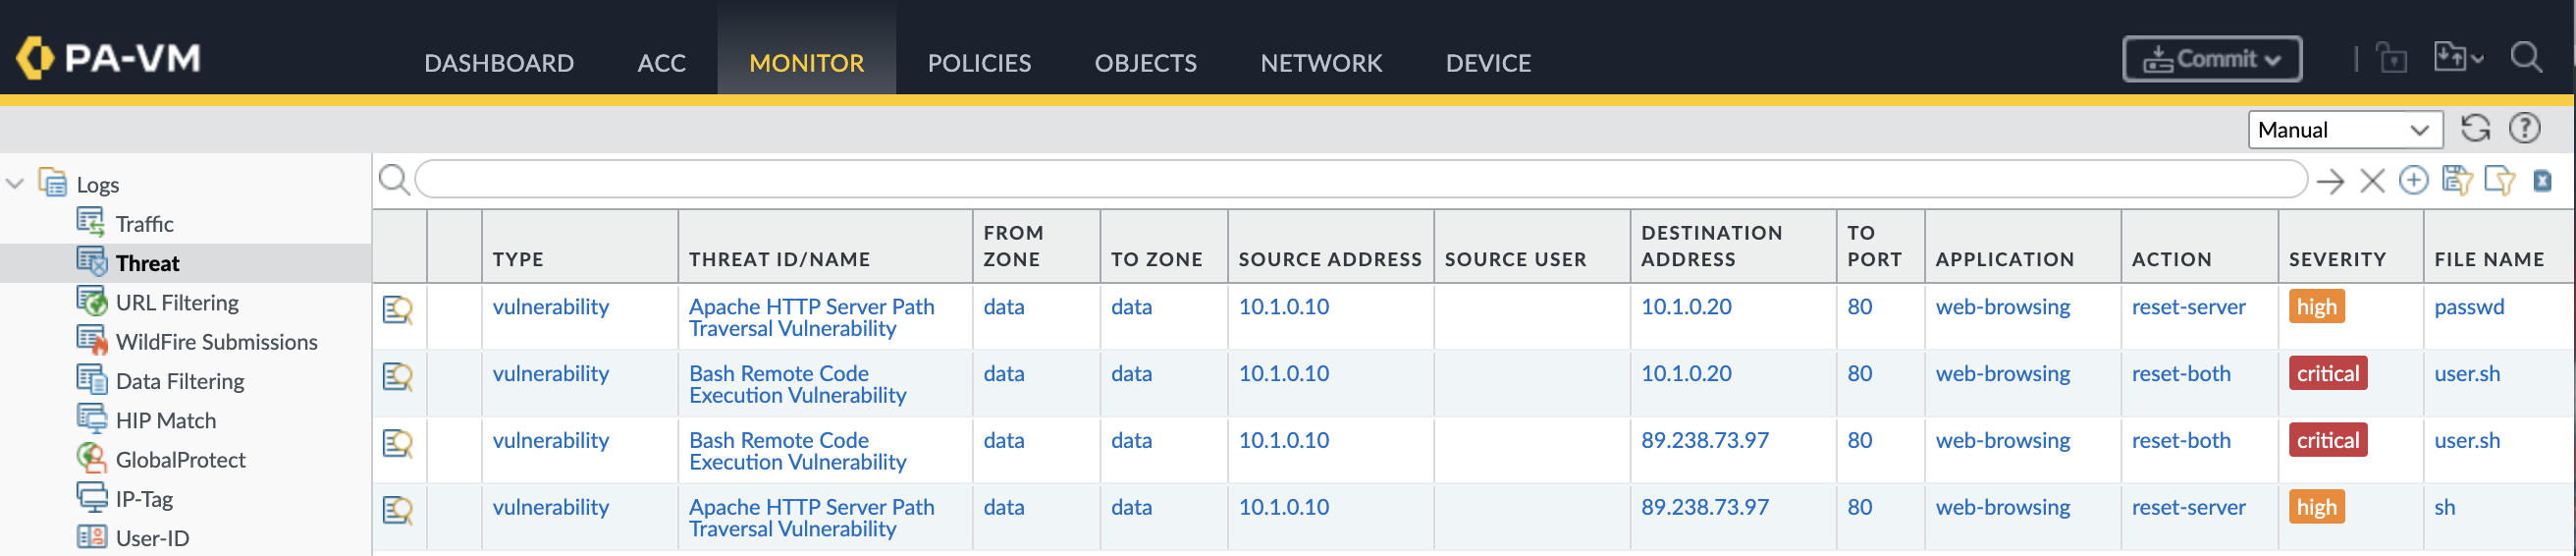 PA-VM DASHBOARD ACC MONITOR POLICIES OBJECTS NETWORK DEVICE Commit
Manual
Logs
Traffic
Threat
URL Filtering
WildFire Submissions
Data Filtering
HIP Match
GlobalProtect
IP-Tag
User-ID
TYPE THREAT ID/NAME FROM ZONE TO ZONE SOURCE ADDRESS SOURCE USER DESTINATION ADDRESS TO PORT APPLICATION ACTION SEVERITY FILE NAME
vulnerability Apache HTTP Server Path Traversal Vulnerability data data 10.1.0.10 10.1.0.20 80 web-browsing reset-server high passwd
vulnerability Bash Remote Code Execution Vulnerability data data 10.1.0.10 10.1.0.20 80 web-browsing reset-both critical user.sh
vulnerability Bash Remote Code Execution Vulnerability data data 10.1.0.10 89.238.73.97 80 web-browsing reset-both critical user.sh
vulnerability Apache HTTP Server Path Traversal Vulnerability data data 10.1.0.10 89.238.73.97 80 web-browsing reset-server high sh